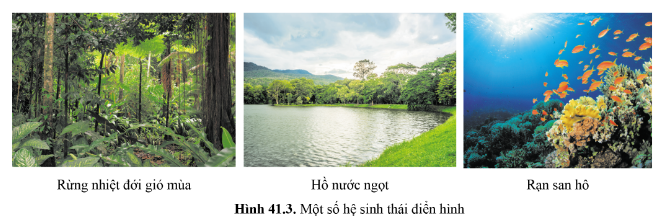 Rừng nhiệt đới gió mùa
Hồ nước ngọt
Rạn san hô
Hình 41.3. Một số hệ sinh thái điển hình